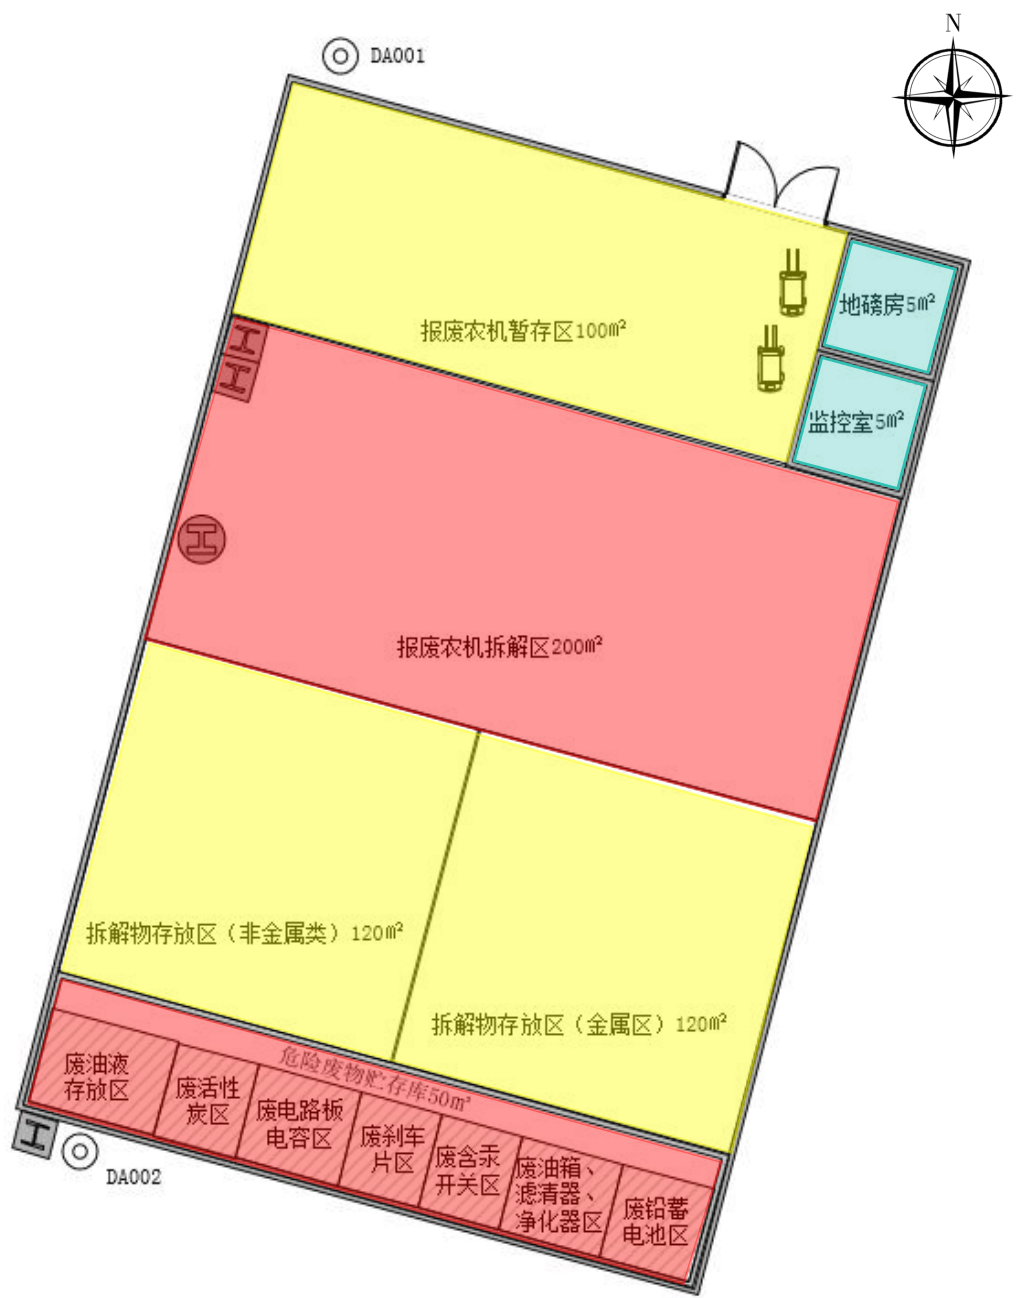 N
DA001
地磅房5㎡
报废农机暂存区100㎡
监控室5㎡
报废农机拆解区200㎡
拆解物存放区（非金属类）120㎡
拆解物存放区（金属区）120㎡
危险废物贮存库50㎡
废油液
存放区
废活性
炭区
废电路板
电容区
废刹车
片区
废含汞
开关区
废油箱、
滤清器、
净化器区
废铅蓄
电池区
DA002